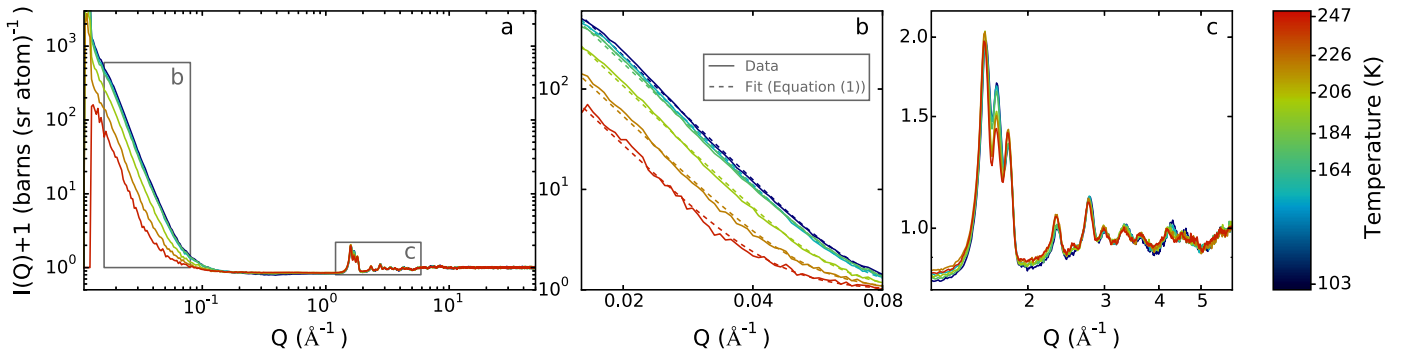 I(Q)+1 (barns (sr atom)⁻¹
10³
10²
10¹
10⁰
10⁻¹
10⁰
10¹
Q (Å⁻¹)
a
b
c
10²
10¹
10⁰
0.02
0.04
0.08
Q (Å⁻¹)
b
Data
Fit (Equation (1))
2.0
1.5
1.0
2
3
4
5
Q (Å⁻¹)
c
247
226
206
184
164
103
Temperature (K)